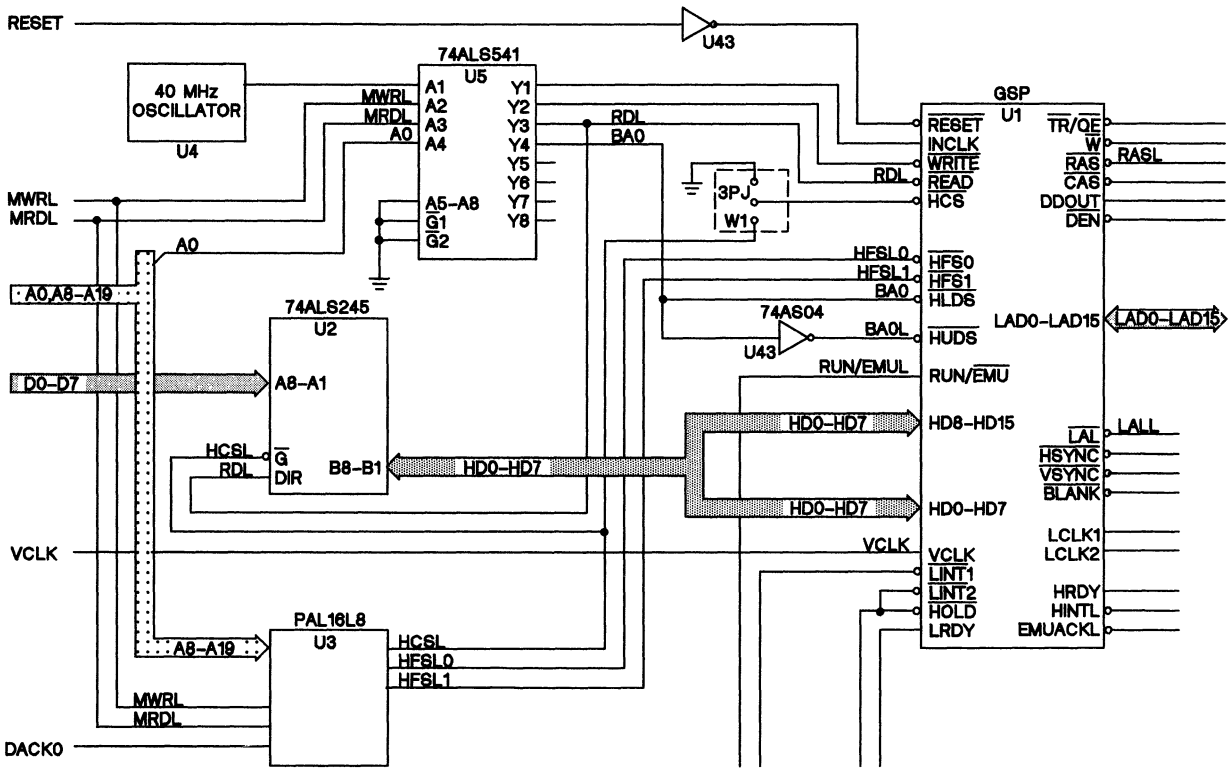 RESET
U43
74ALS541
U5
40 MHz
OSCILLATOR
U4
A1
A2
A3
A4
A5-A8
G1
G2
Y1
Y2
Y3
Y4
Y5
Y6
Y7
Y8
MWRL
MRDL
A0
RDL
BA0
MWRL
MRDL
A0
A0,A8-A19
3PJ
W1
GSP
U1
RESET
INCLK
WRITE
READ
HCS
HFS0
HFS1
HLDS
HUDS
RUN/EMU
HD8-HD15
HD0-HD7
VCLK
LINT1
LINT2
HOLD
LRDY
TR/QE
W
RAS
CAS
DDOUT
DEN
LAD0-LAD15
LAL
HSYNC
VSYNC
BLANK
LCLK1
LCLK2
HRDY
HINTL
EMUACKL
RASL
LAD0-LAD15
LALL
RDL
HFSL0
HFSL1
BA0
74AS04
U43
BA0L
RUN/EMUL
74ALS245
U2
A8-A1
G
DIR
B8-B1
D0-D7
HCSL
RDL
HD0-HD7
HD0-HD7
HD0-HD7
VCLK
VCLK
PAL16L8
U3
A8-A19
HCSL
HFSL0
HFSL1
MWRL
MRDL
DACK0